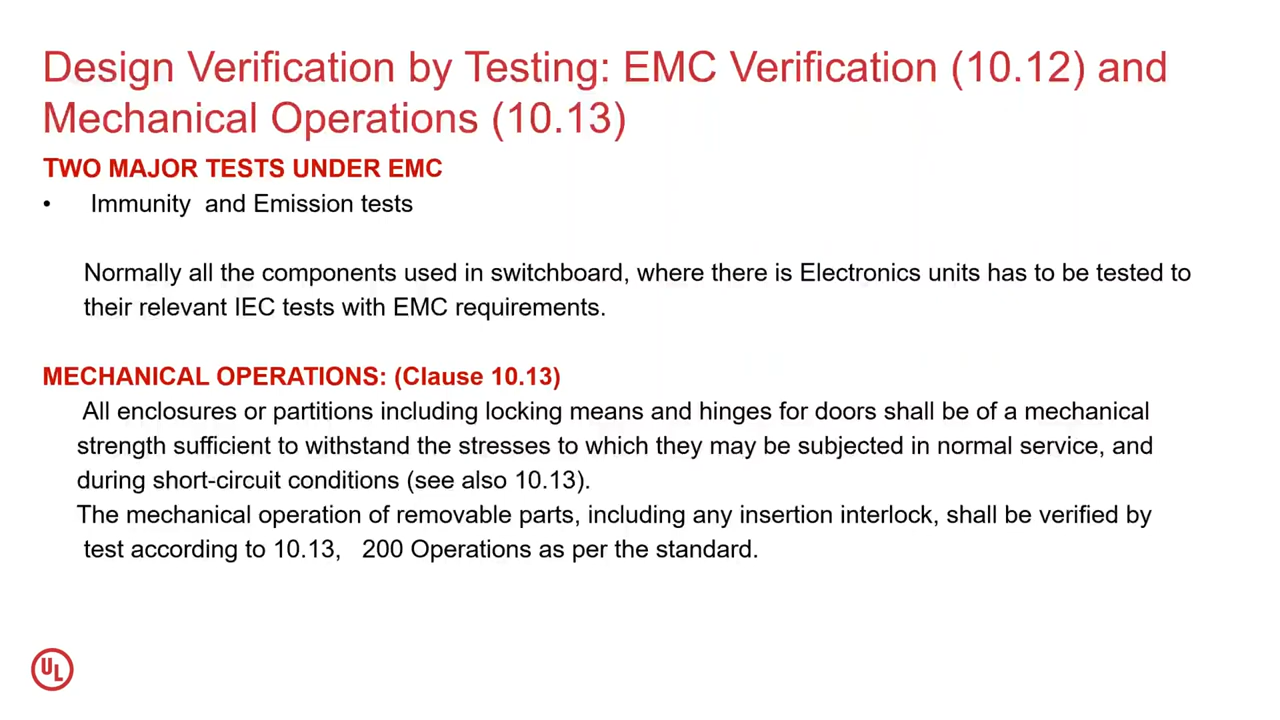 Design Verification by Testing: EMC Verification (10.12) and
Mechanical Operations (10.13)
TWO MAJOR TESTS UNDER EMC
• Immunity and Emission tests
Normally all the components used in switchboard, where there is Electronics units has to be tested to
their relevant IEC tests with EMC requirements.
MECHANICAL OPERATIONS: (Clause 10.13)
All enclosures or partitions including locking means and hinges for doors shall be of a mechanical
strength sufficient to withstand the stresses to which they may be subjected in normal service, and
during short-circuit conditions (see also 10.13).
The mechanical operation of removable parts, including any insertion interlock, shall be verified by
test according to 10.13, 200 Operations as per the standard.
UL